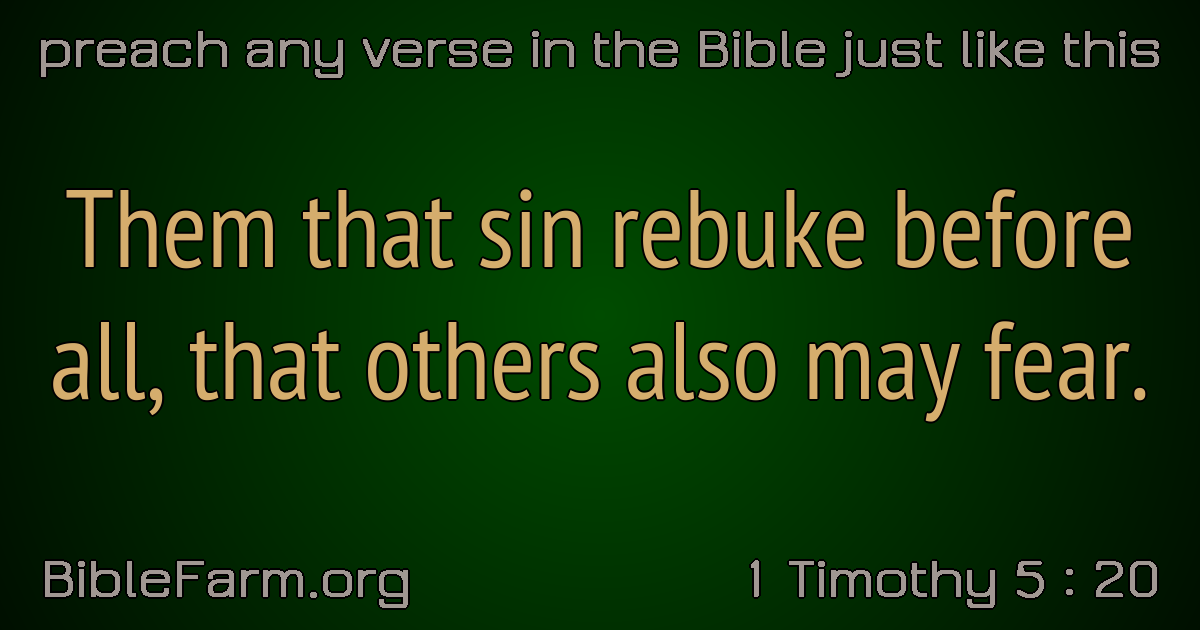 preach any verse in the Bible just like this
Them that sin rebuke before
all, that others also may fear.
BibleFarm.org
1 Timothy 5 : 20